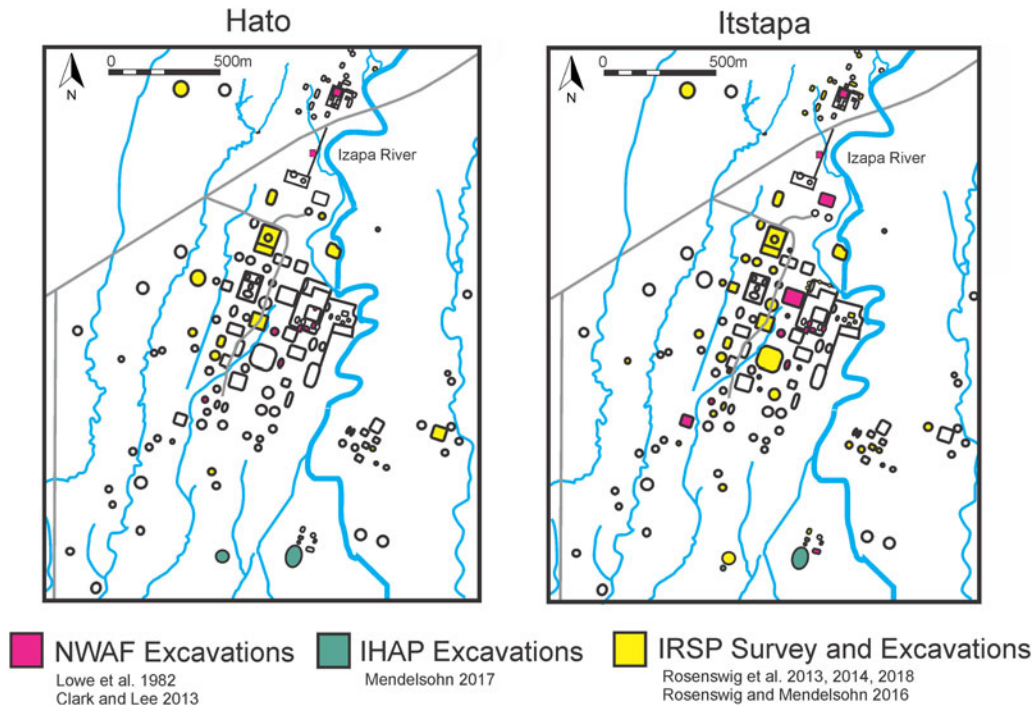 Hato
Itstapa
0 500m
N
Izapa River
0 500m
N
Izapa River
NWAF Excavations
Lowe et al. 1982
Clark and Lee 2013
IHAP Excavations
Mendelsohn 2017
IRSP Survey and Excavations
Rosenswig et al. 2013, 2014, 2018
Rosenswig and Mendelsohn 2016